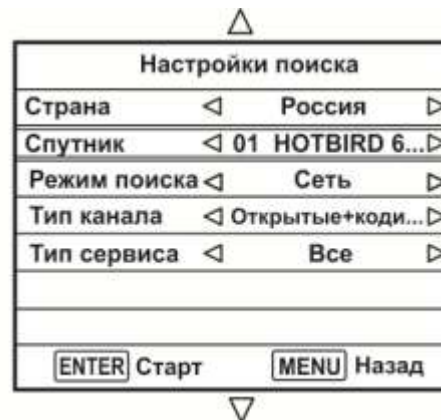 Настройки поиска
Страна Россия
Спутник 01 HOTBIRD 6...
Режим поиска Сеть
Тип канала Открытые+коди...
Тип сервиса Все
ENTER Старт MENU Назад